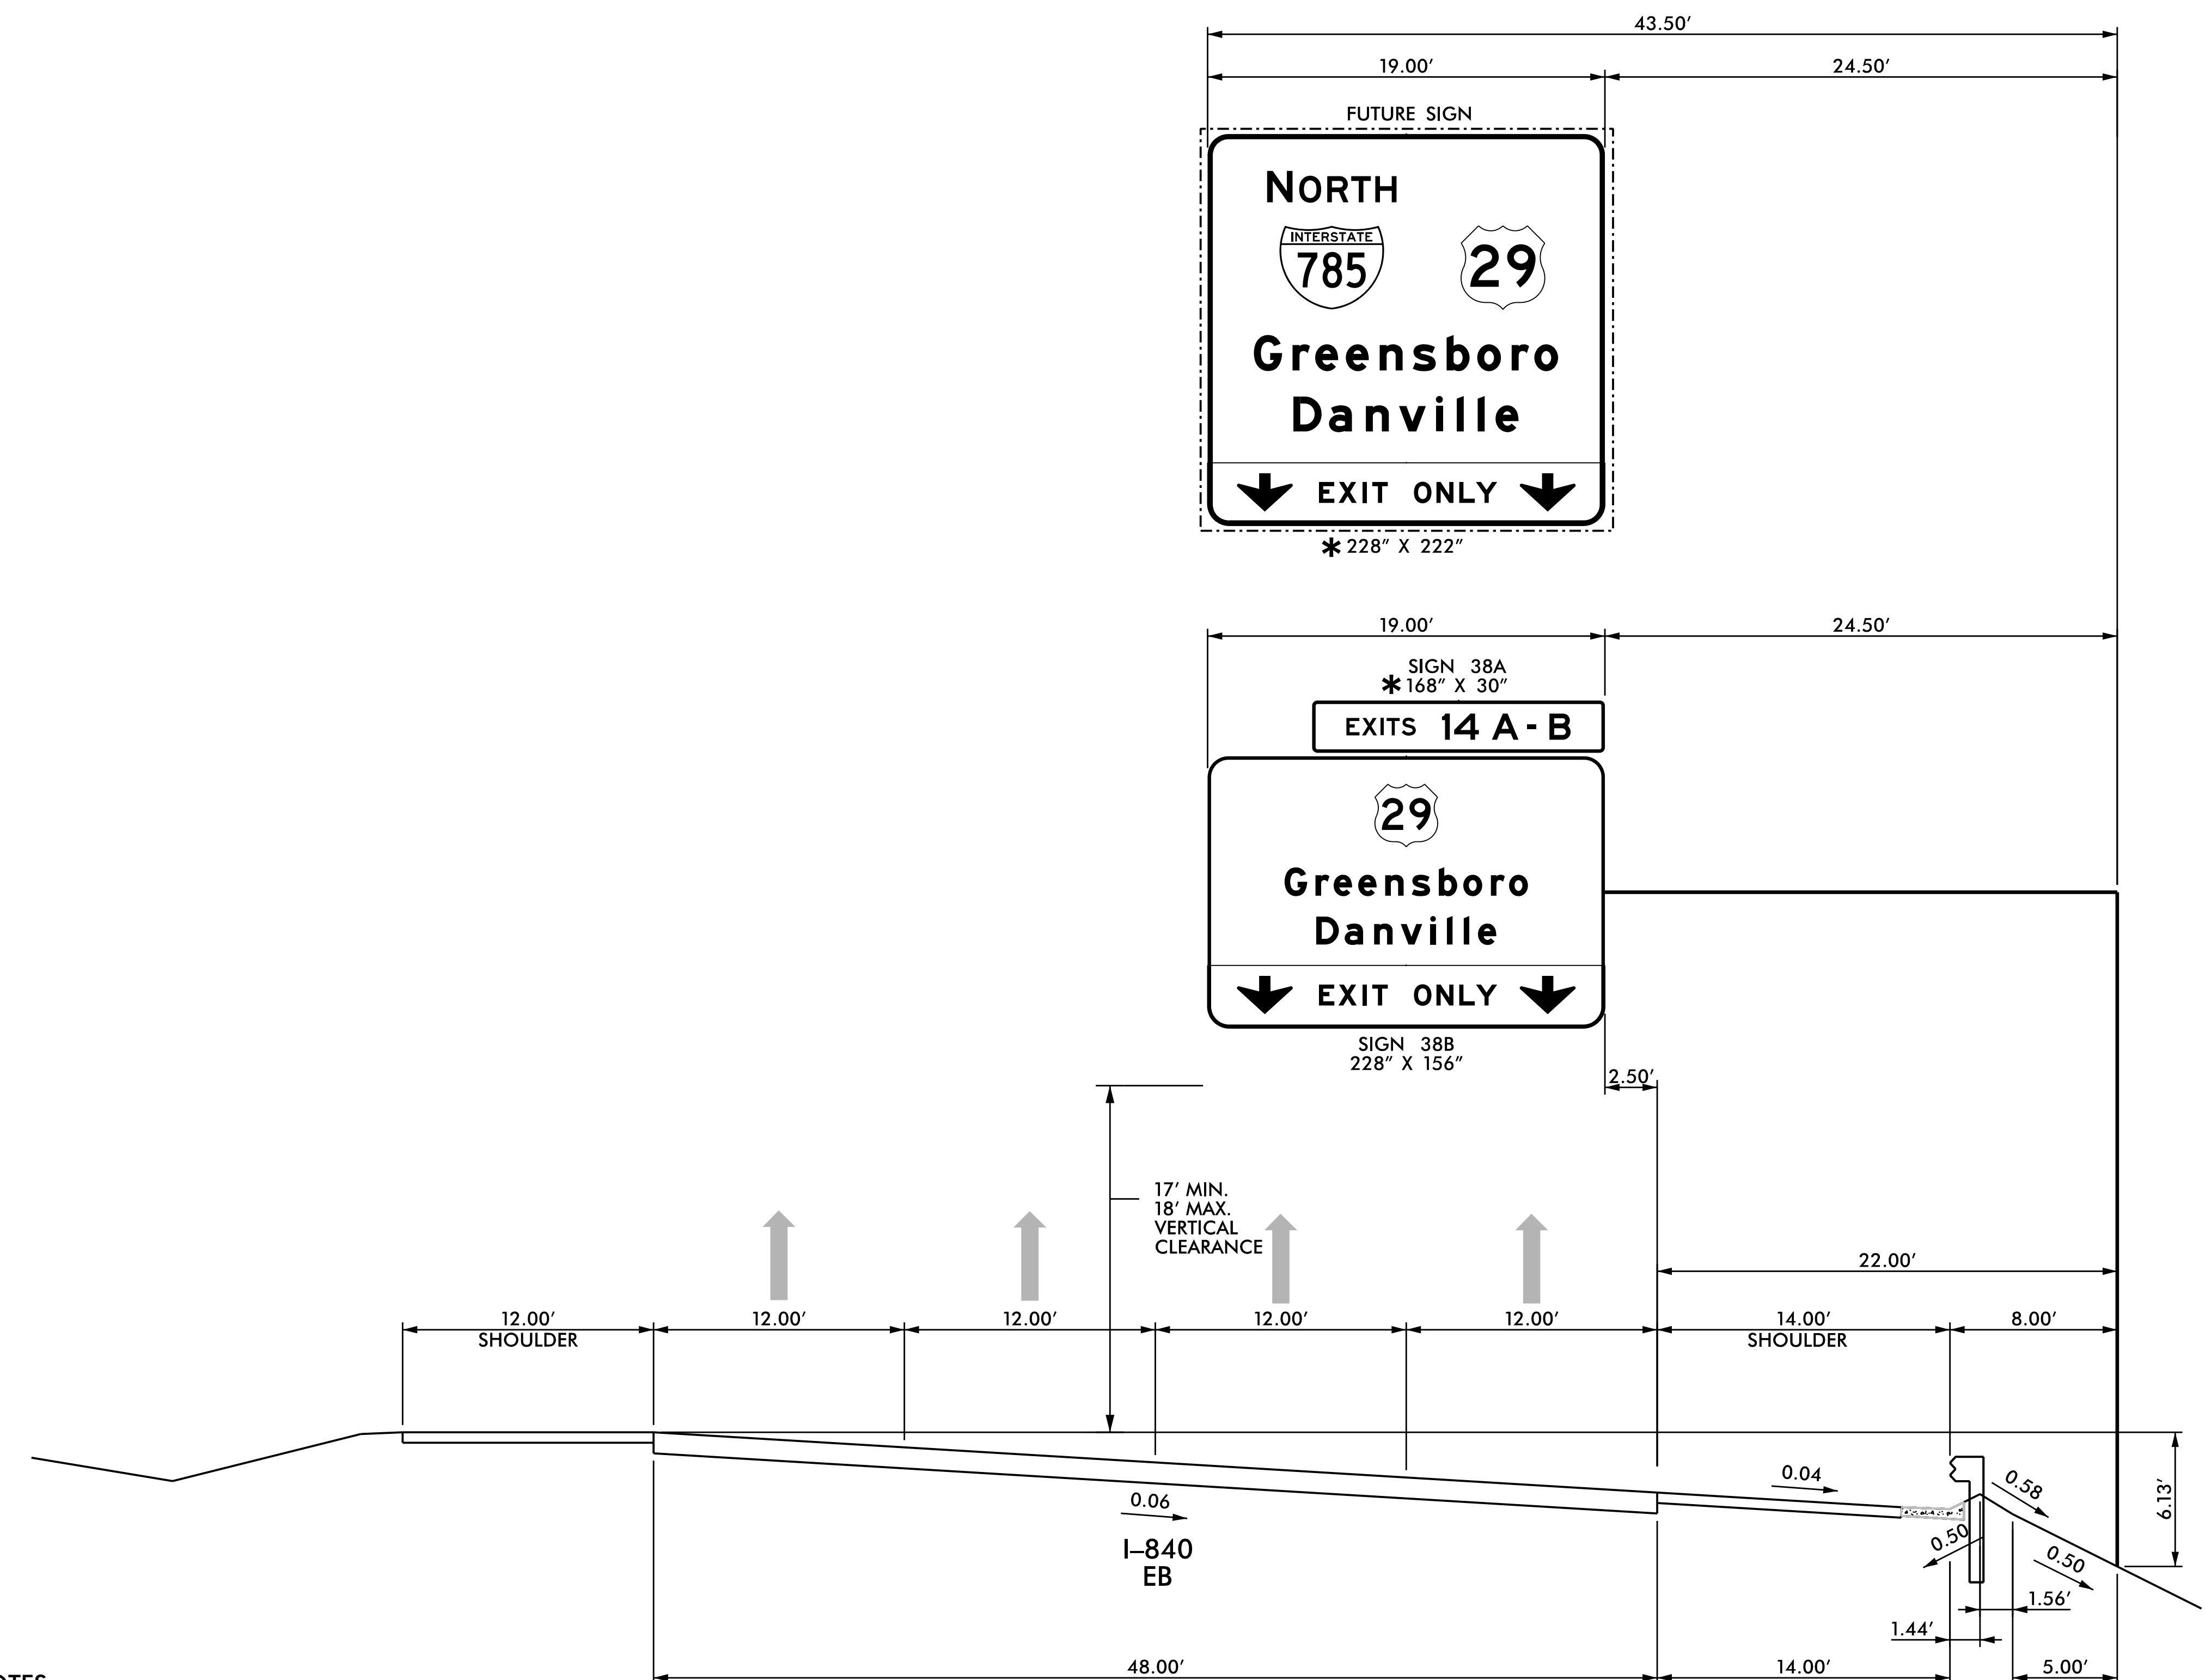 43.50′
19.00′ 24.50′
FUTURE SIGN
NORTH
INTERSTATE
785 29
Greensboro
Danville
EXIT ONLY
* 228″ X 222″
19.00′ 24.50′
SIGN 38A
* 168″ X 30″
EXITS 14 A - B
29
Greensboro
Danville
EXIT ONLY
SIGN 38B
228″ X 156″
2.50′
17′ MIN.
18′ MAX.
VERTICAL
CLEARANCE
22.00′
12.00′ 12.00′ 12.00′ 12.00′ 12.00′ 14.00′ 8.00′
SHOULDER SHOULDER
0.04
0.58
6.13′
0.06
0.50
0.50
I–840
EB
1.56′
1.44′
48.00′ 14.00′ 5.00′